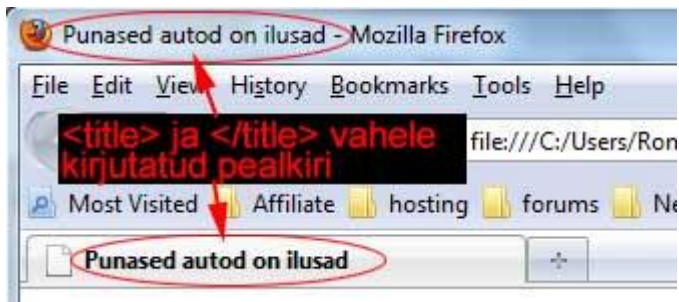 Punased autod on ilusad - Mozilla Firefox
File Edit View History Bookmarks Tools Help
<title> ja </title> vahele
kirjutatud pealkiri
file:///C:/Users/Ron
Most Visited Affiliate hosting forums Ne
Punased autod on ilusad